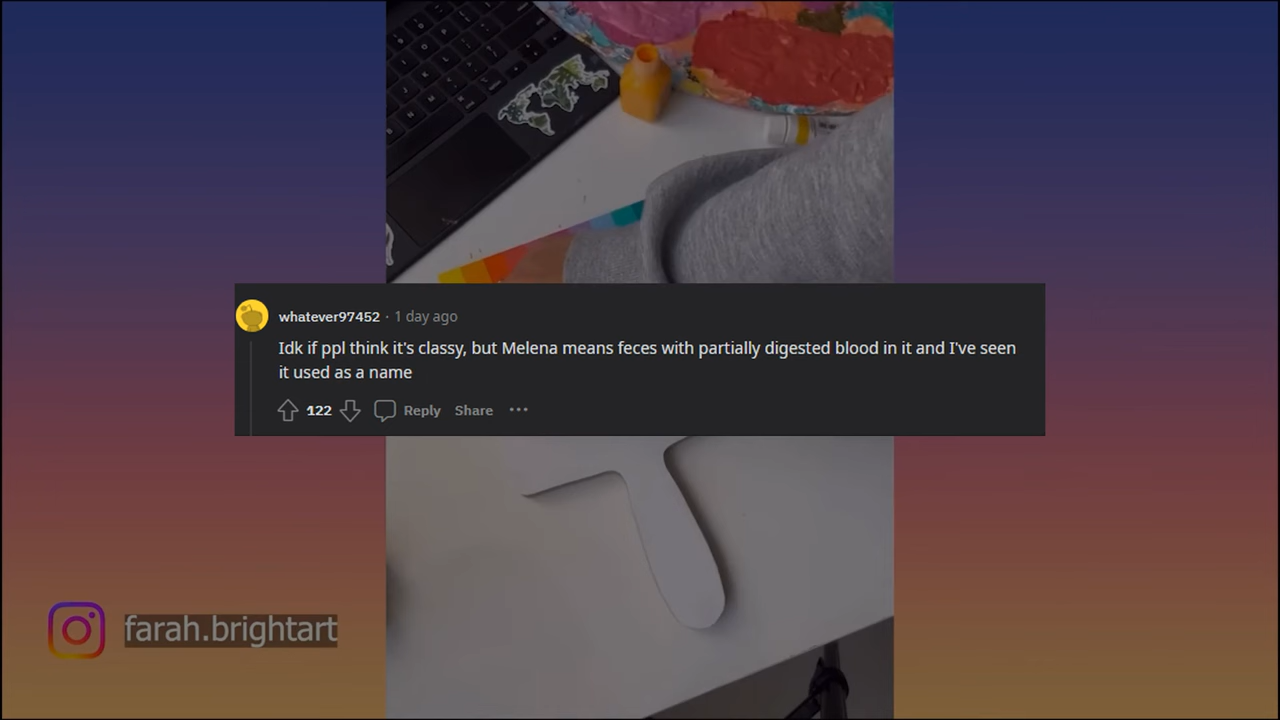 whatever97452 · 1 day ago
Idk if ppl think it's classy, but Melena means feces with partially digested blood in it and I've seen
it used as a name
122 Reply Share ···
farah.brightart